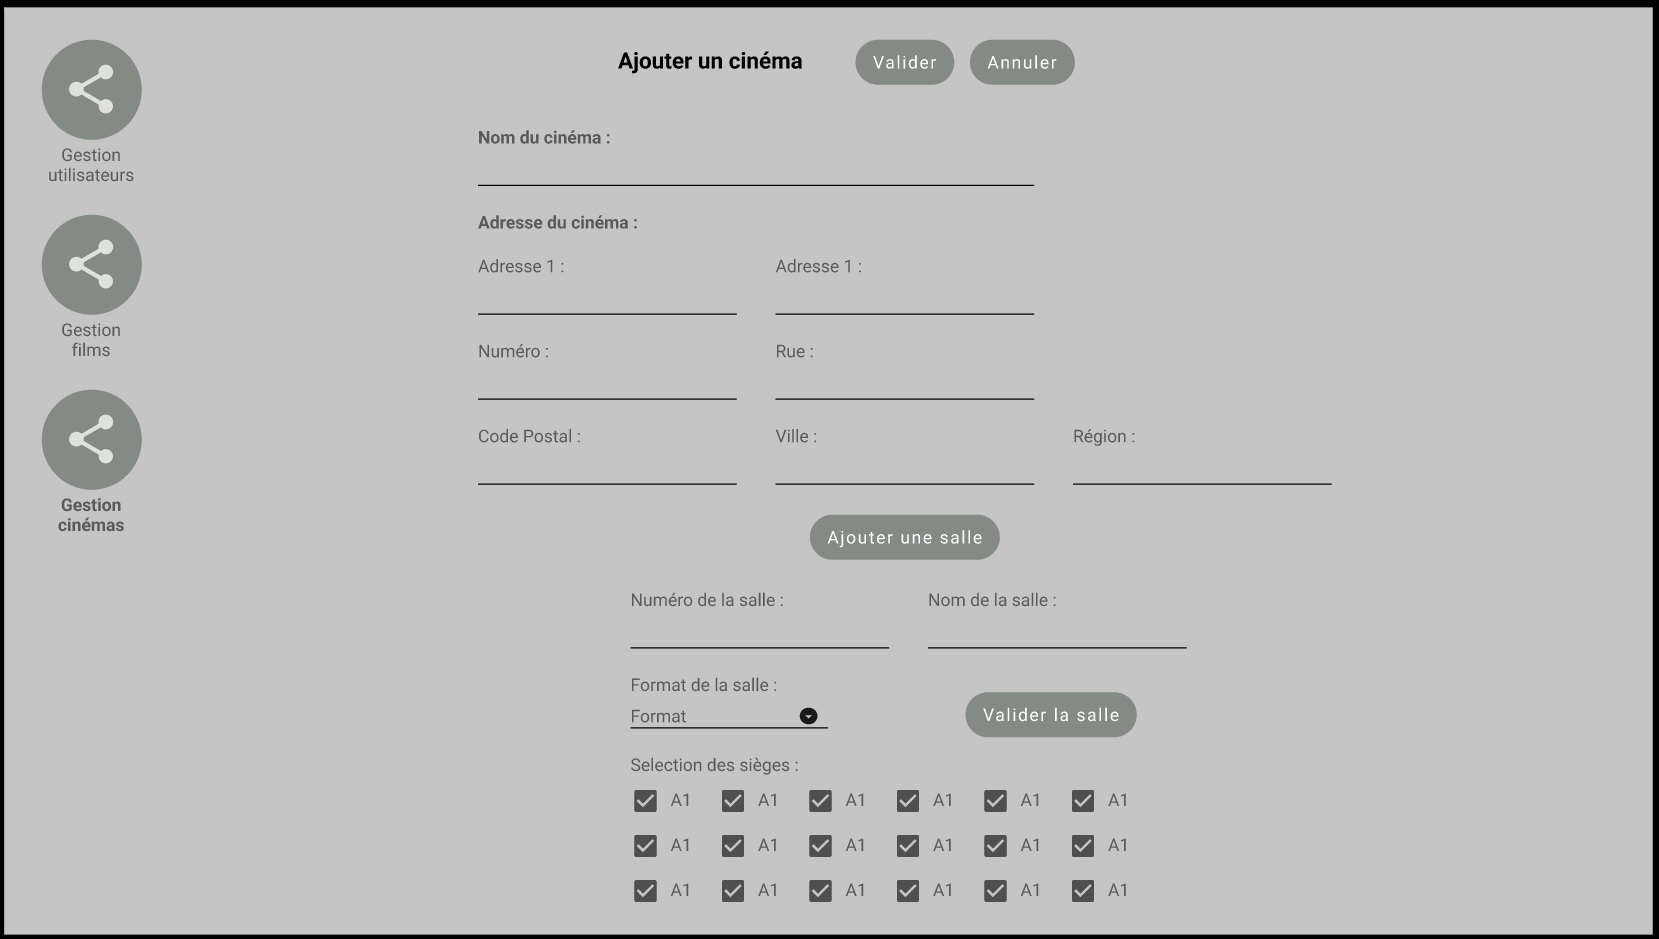 Ajouter un cinéma
Valider
Annuler
Gestion
utilisateurs
Gestion
films
Gestion
cinémas
Nom du cinéma :
Adresse du cinéma :
Adresse 1 :
Adresse 1 :
Numéro :
Rue :
Code Postal :
Ville :
Région :
Ajouter une salle
Numéro de la salle :
Nom de la salle :
Format de la salle :
Format
Valider la salle
Selection des sièges :
A1 A1 A1 A1 A1 A1
A1 A1 A1 A1 A1 A1
A1 A1 A1 A1 A1 A1